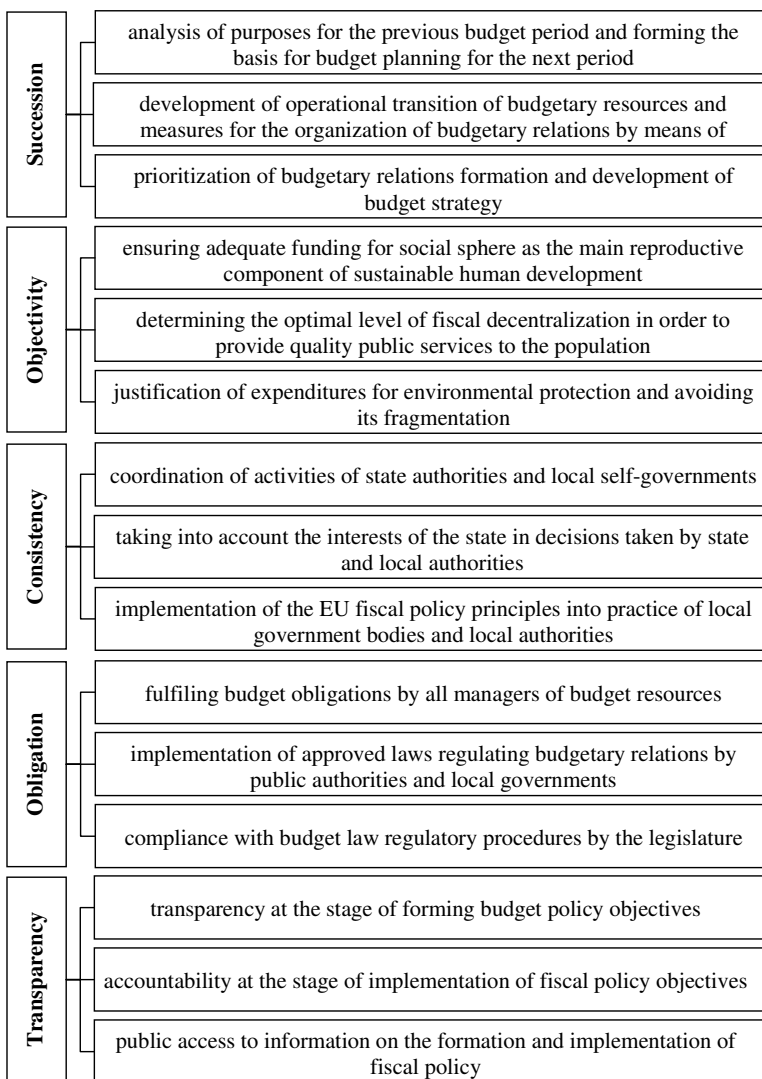 Succession
analysis of purposes for the previous budget period and forming the
basis for budget planning for the next period
development of operational transition of budgetary resources and
measures for the organization of budgetary relations by means of
prioritization of budgetary relations formation and development of
budget strategy
Objectivity
ensuring adequate funding for social sphere as the main reproductive
component of sustainable human development
determining the optimal level of fiscal decentralization in order to
provide quality public services to the population
justification of expenditures for environmental protection and avoiding
its fragmentation
Consistency
coordination of activities of state authorities and local self-governments
taking into account the interests of the state in decisions taken by state
and local authorities
implementation of the EU fiscal policy principles into practice of local
government bodies and local authorities
Obligation
fulfiling budget obligations by all managers of budget resources
implementation of approved laws regulating budgetary relations by
public authorities and local governments
compliance with budget law regulatory procedures by the legislature
Transparency
transparency at the stage of forming budget policy objectives
accountability at the stage of implementation of fiscal policy objectives
public access to information on the formation and implementation of
fiscal policy